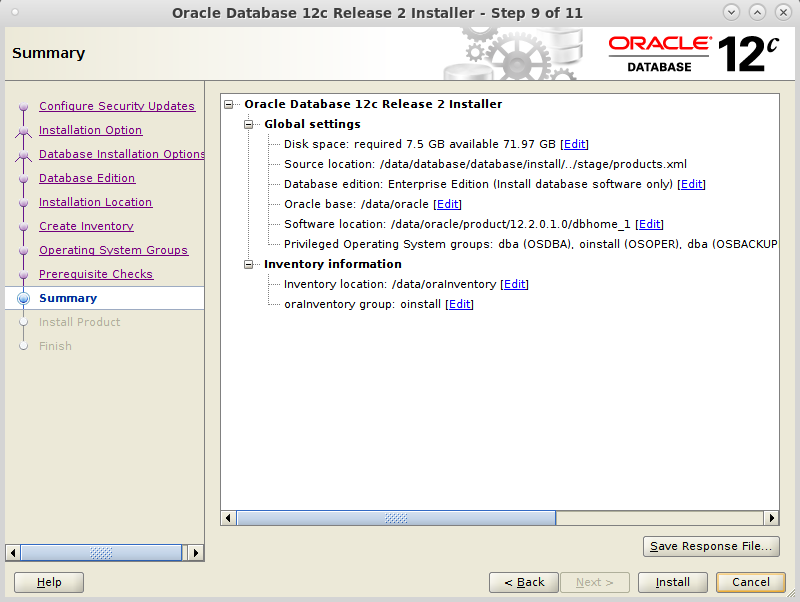 Oracle Database 12c Release 2 Installer - Step 9 of 11
Summary
ORACLE
DATABASE
12c
Configure Security Updates
Installation Option
Database Installation Options
Database Edition
Installation Location
Create Inventory
Operating System Groups
Prerequisite Checks
Summary
Install Product
Finish
Oracle Database 12c Release 2 Installer
Global settings
Disk space: required 7.5 GB available 71.97 GB [Edit]
Source location: /data/database/database/install/../stage/products.xml
Database edition: Enterprise Edition (Install database software only) [Edit]
Oracle base: /data/oracle [Edit]
Software location: /data/oracle/product/12.2.0.1.0/dbhome_1 [Edit]
Privileged Operating System groups: dba (OSDBA), oinstall (OSOPER), dba (OSBACKUP
Inventory information
Inventory location: /data/oraInventory [Edit]
oraInventory group: oinstall [Edit]
Save Response File...
Help
< Back
Next >
Install
Cancel